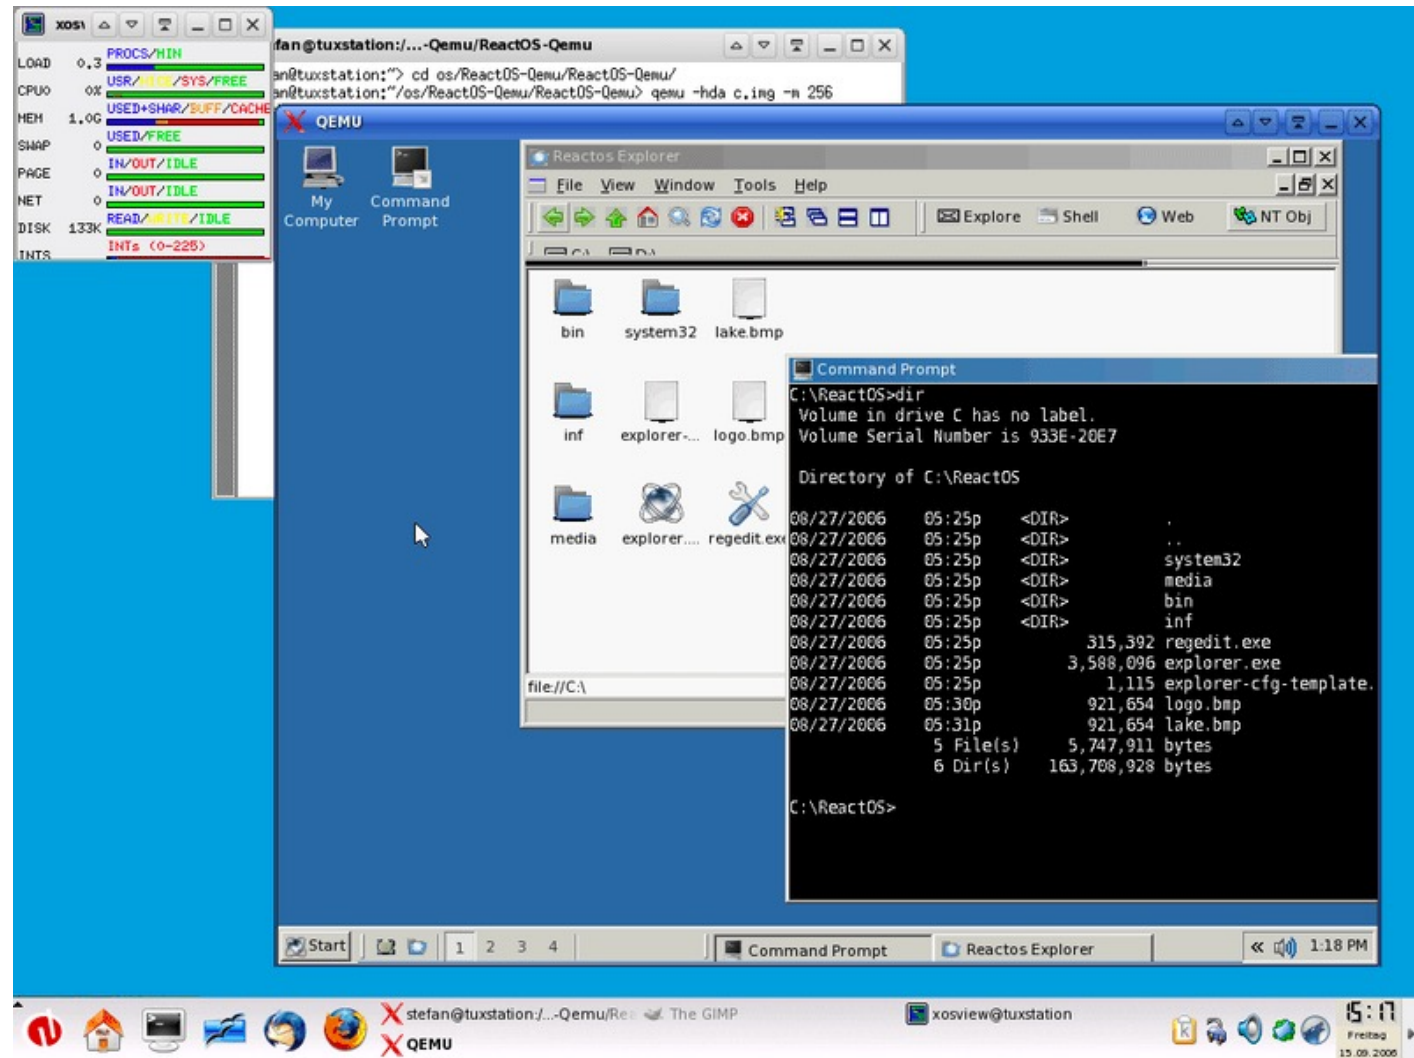 xosv
LOAD 0.3 PROCS/MIN
CPU0 0% USR/NICE/SYS/FREE
MEM 1.0G USED+SHAR/BUFF/CACHE
SWAP 0 USED/FREE
PAGE 0 IN/OUT/IDLE
NET 0 IN/OUT/IDLE
DISK 133K READ/WRITE/IDLE
INTS INTs (0-225)
fan@tuxstation:/...-Qemu/ReactOS-Qemu
an@tuxstation:~> cd os/ReactOS-Qemu/ReactOS-Qemu/
an@tuxstation:~/os/ReactOS-Qemu/ReactOS-Qemu> qemu -hda c.img -m 256
QEMU
My Computer
Command Prompt
Reactos Explorer
File View Window Tools Help
Explore Shell Web NT Obj
C:\ D:\
bin system32 lake.bmp
inf explorer-... logo.bmp
media explorer.... regedit.exe
file://C:\
Command Prompt
C:\ReactOS>dir
Volume in drive C has no label.
Volume Serial Number is 933E-20E7
Directory of C:\ReactOS
08/27/2006 05:25p <DIR> .
08/27/2006 05:25p <DIR> ..
08/27/2006 05:25p <DIR> system32
08/27/2006 05:25p <DIR> media
08/27/2006 05:25p <DIR> bin
08/27/2006 05:25p <DIR> inf
08/27/2006 05:25p 315,392 regedit.exe
08/27/2006 05:25p 3,588,096 explorer.exe
08/27/2006 05:25p 1,115 explorer-cfg-template.
08/27/2006 05:30p 921,654 logo.bmp
08/27/2006 05:31p 921,654 lake.bmp
5 File(s) 5,747,911 bytes
6 Dir(s) 163,708,928 bytes
C:\ReactOS>
Start 1 2 3 4 Command Prompt Reactos Explorer « 1:18 PM
stefan@tuxstation:/...-Qemu/Rea The GIMP xosview@tuxstation
QEMU
15:17
Freitag
15.09.2006